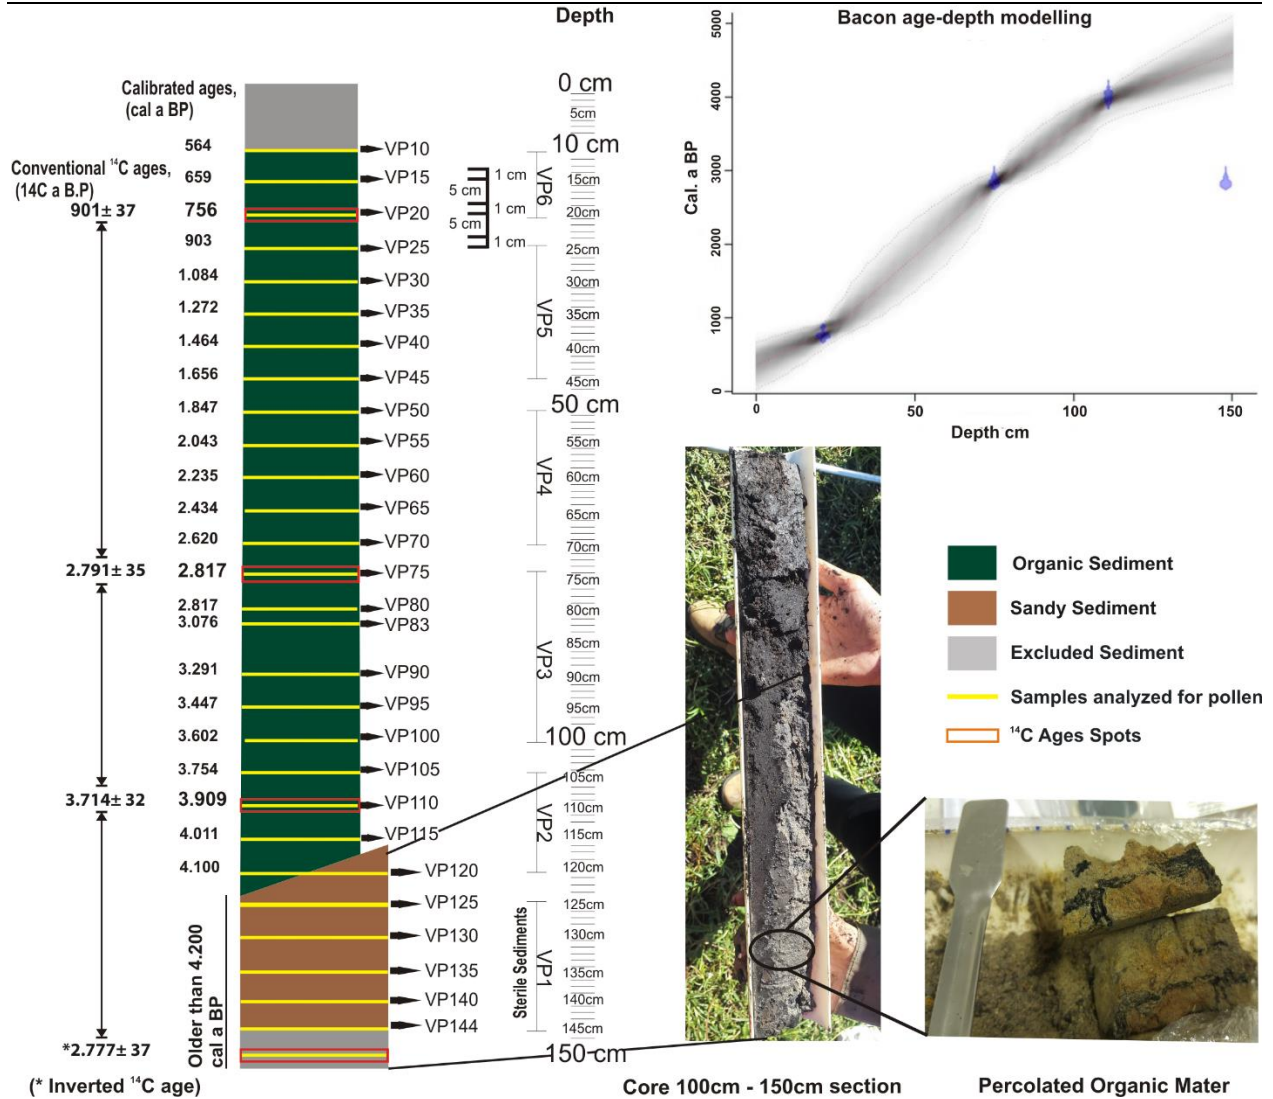 Depth
Bacon age-depth modelling
Calibrated ages,
(cal a BP)
Conventional ¹⁴C ages,
(14C a B.P)
901± 37
2.791± 35
3.714± 32
*2.777± 37
(* Inverted ¹⁴C age)
564
659
756
903
1.084
1.272
1.464
1.656
1.847
2.043
2.235
2.434
2.620
2.817
2.817
3.076
3.291
3.447
3.602
3.754
3.909
4.011
4.100
Older than 4.200
cal a BP
VP10
VP15
VP20
VP25
VP30
VP35
VP40
VP45
VP50
VP55
VP60
VP65
VP70
VP75
VP80
VP83
VP90
VP95
VP100
VP105
VP110
VP115
VP120
VP125
VP130
VP135
VP140
VP144
1 cm
5 cm
1 cm
5 cm
1 cm
VP6
VP5
VP4
VP3
VP2
VP1
Sterile Sediments
0 cm
5cm
10 cm
15cm
20cm
25cm
30cm
35cm
40cm
45cm
50 cm
55cm
60cm
65cm
70cm
75cm
80cm
85cm
90cm
95cm
100 cm
105cm
110cm
115cm
120cm
125cm
130cm
135cm
140cm
145cm
150 cm
Cal. a BP
5000
4000
3000
2000
1000
0
0
50
100
150
Depth cm
Organic Sediment
Sandy Sediment
Excluded Sediment
Samples analyzed for pollen
¹⁴C Ages Spots
Core 100cm - 150cm section
Percolated Organic Mater